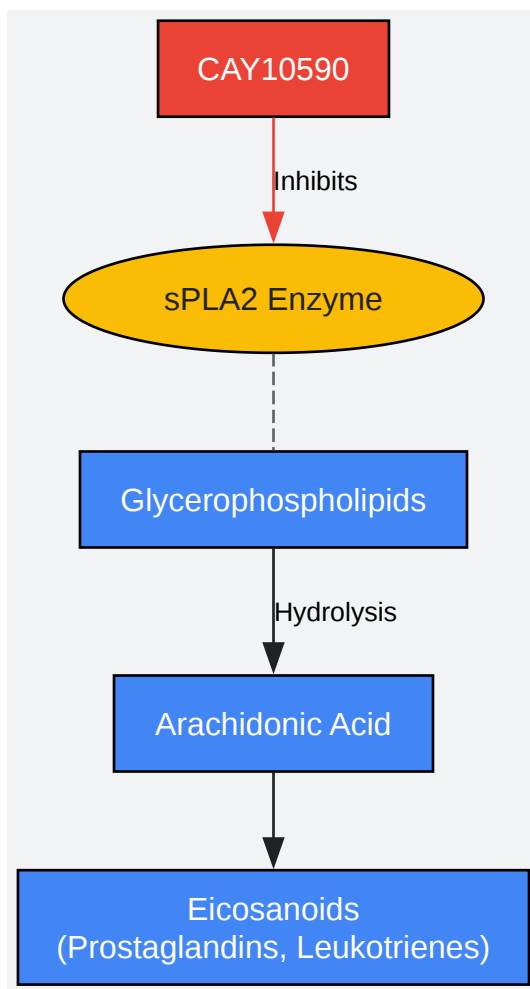 CAY10590
Inhibits
sPLA2 Enzyme
Glycerophospholipids
Hydrolysis
Arachidonic Acid
Eicosanoids
(Prostaglandins, Leukotrienes)